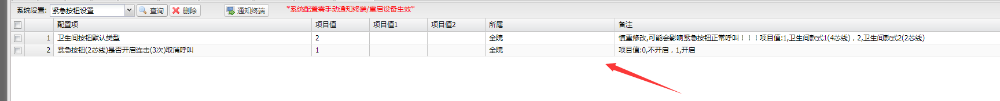 系统设置: 紧急按钮设置 查询 删除 通知终端 *系统配置需手动通知终端/重启设备生效*
配置项 项目值 项目值1 项目值2 所属 备注
1 卫生间按钮默认类型 2 全院 慎重修改,可能会影响紧急按钮正常呼叫！！！项目值:1,卫生间款式1(4芯线)，2,卫生间款式2(2芯线)
2 紧急按钮(2芯线)是否开启连击(3次)取消呼叫 1 全院 项目值:0,不开启，1,开启